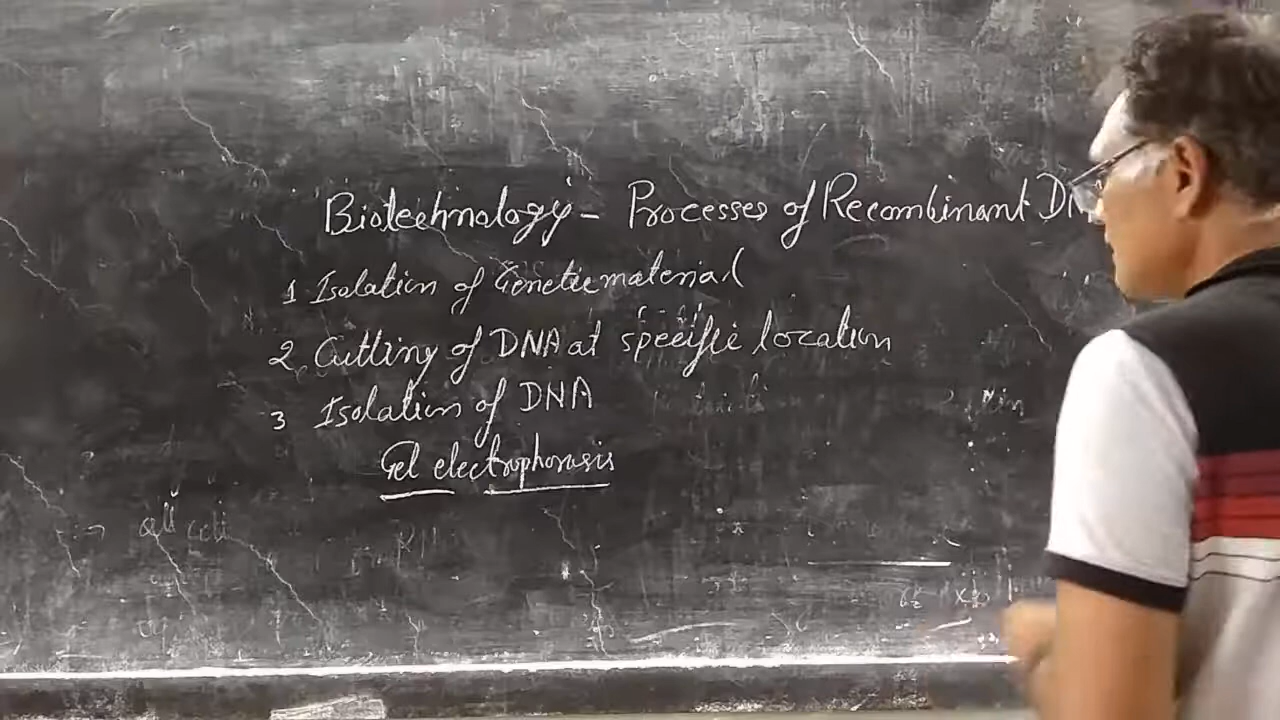 Biotechnology - Processes of Recombinant DN
1 Isolation of Genetic material
2. Cutting of DNA at specific location
3 Isolation of DNA
Gel electrophorasis